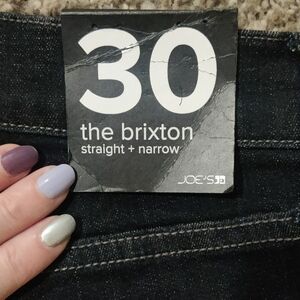 30
the brixton
straight + narrow
JOE'S